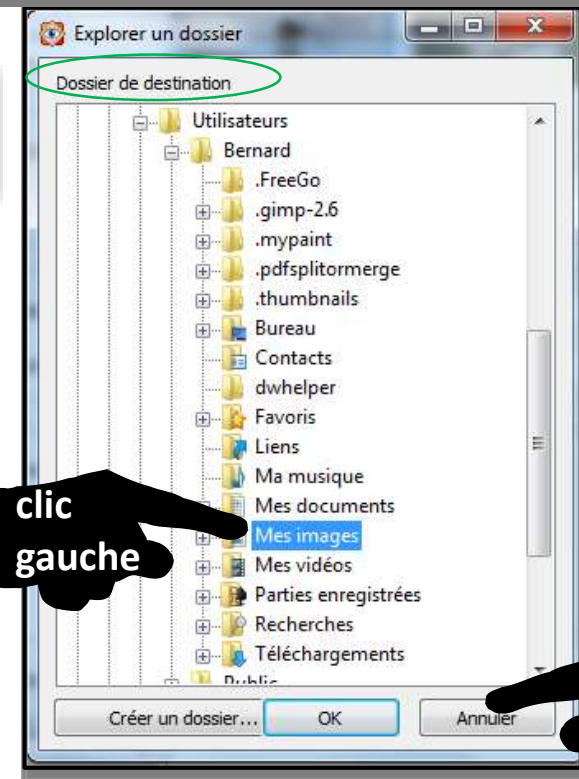 Explorer un dossier
Dossier de destination
Utilisateurs
Bernard
.FreeGo
.gimp-2.6
.mypaint
.pdfsplitormerge
.thumbnails
Bureau
Contacts
dwhelper
Favoris
Liens
Ma musique
Mes documents
clic
gauche
Mes images
Mes vidéos
Parties enregistrées
Recherches
Téléchargements
Public
Créer un dossier...
OK
Annuler